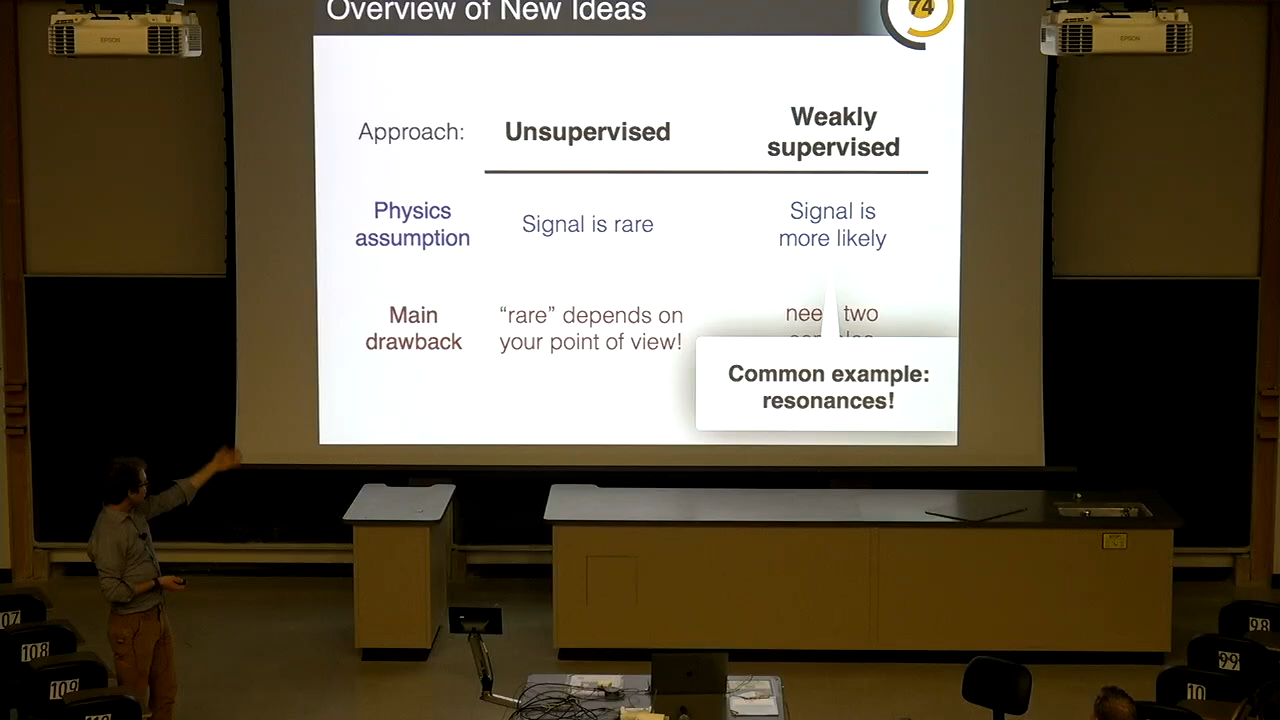 Overview of New Ideas
74
EPSON
EPSON
Approach:
Unsupervised
Weakly
supervised
Physics
assumption
Signal is rare
Signal is
more likely
Main
drawback
“rare” depends on
your point of view!
two
Common example:
resonances!
07
108
109
98
99
10